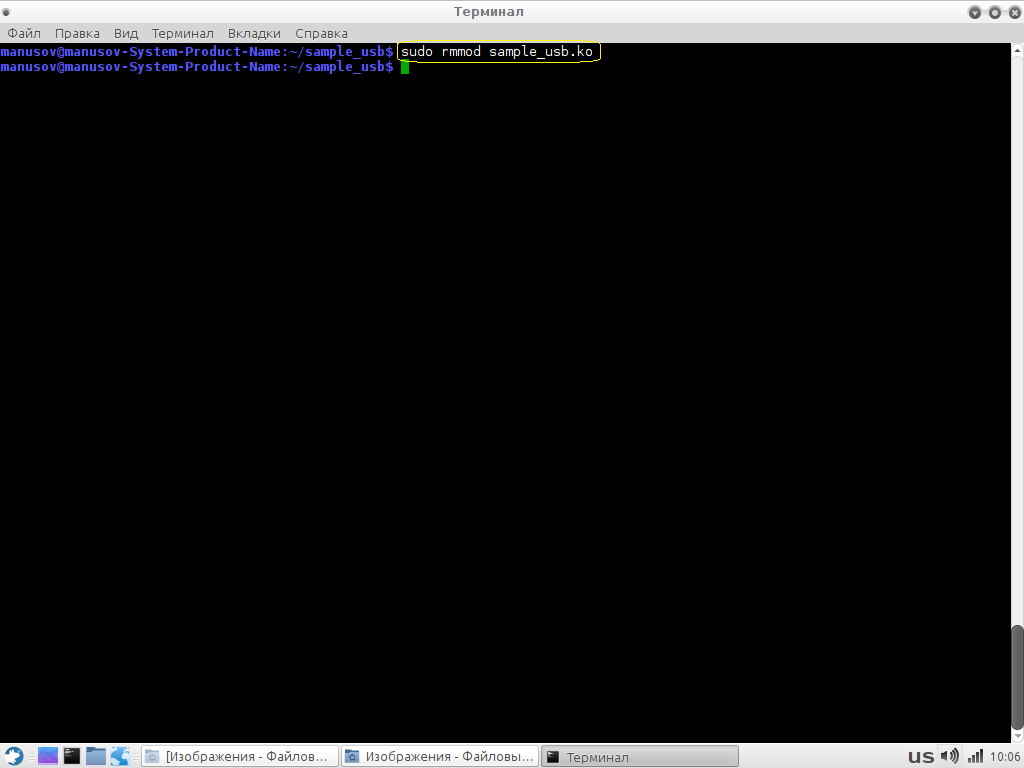 Терминал
Файл Правка Вид Терминал Вкладки Справка
manusov@manusov-System-Product-Name:~/sample_usb$ sudo rmmod sample_usb.ko
manusov@manusov-System-Product-Name:~/sample_usb$
[Изображения - Файлов... Изображения - Файловы... Терминал us 10:06